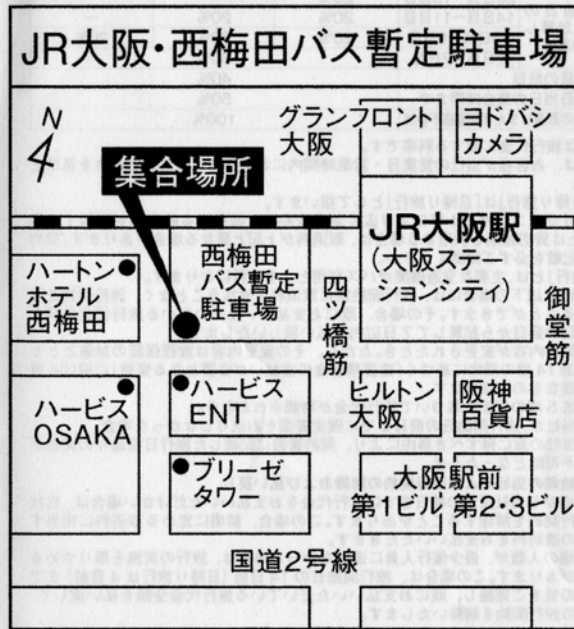 JR大阪・西梅田バス暫定駐車場
N
グランフロント
大阪
ヨドバシ
カメラ
集合場所
JR大阪駅
(大阪ステー
ションシティ)
ハートン
ホテル
西梅田
西梅田
バス暫定
駐車場
四ツ橋筋
御堂筋
ハービス
OSAKA
ハービス
ENT
ヒルトン
大阪
阪神
百貨店
ブリーゼ
タワー
大阪駅前
第1ビル 第2・3ビル
国道2号線